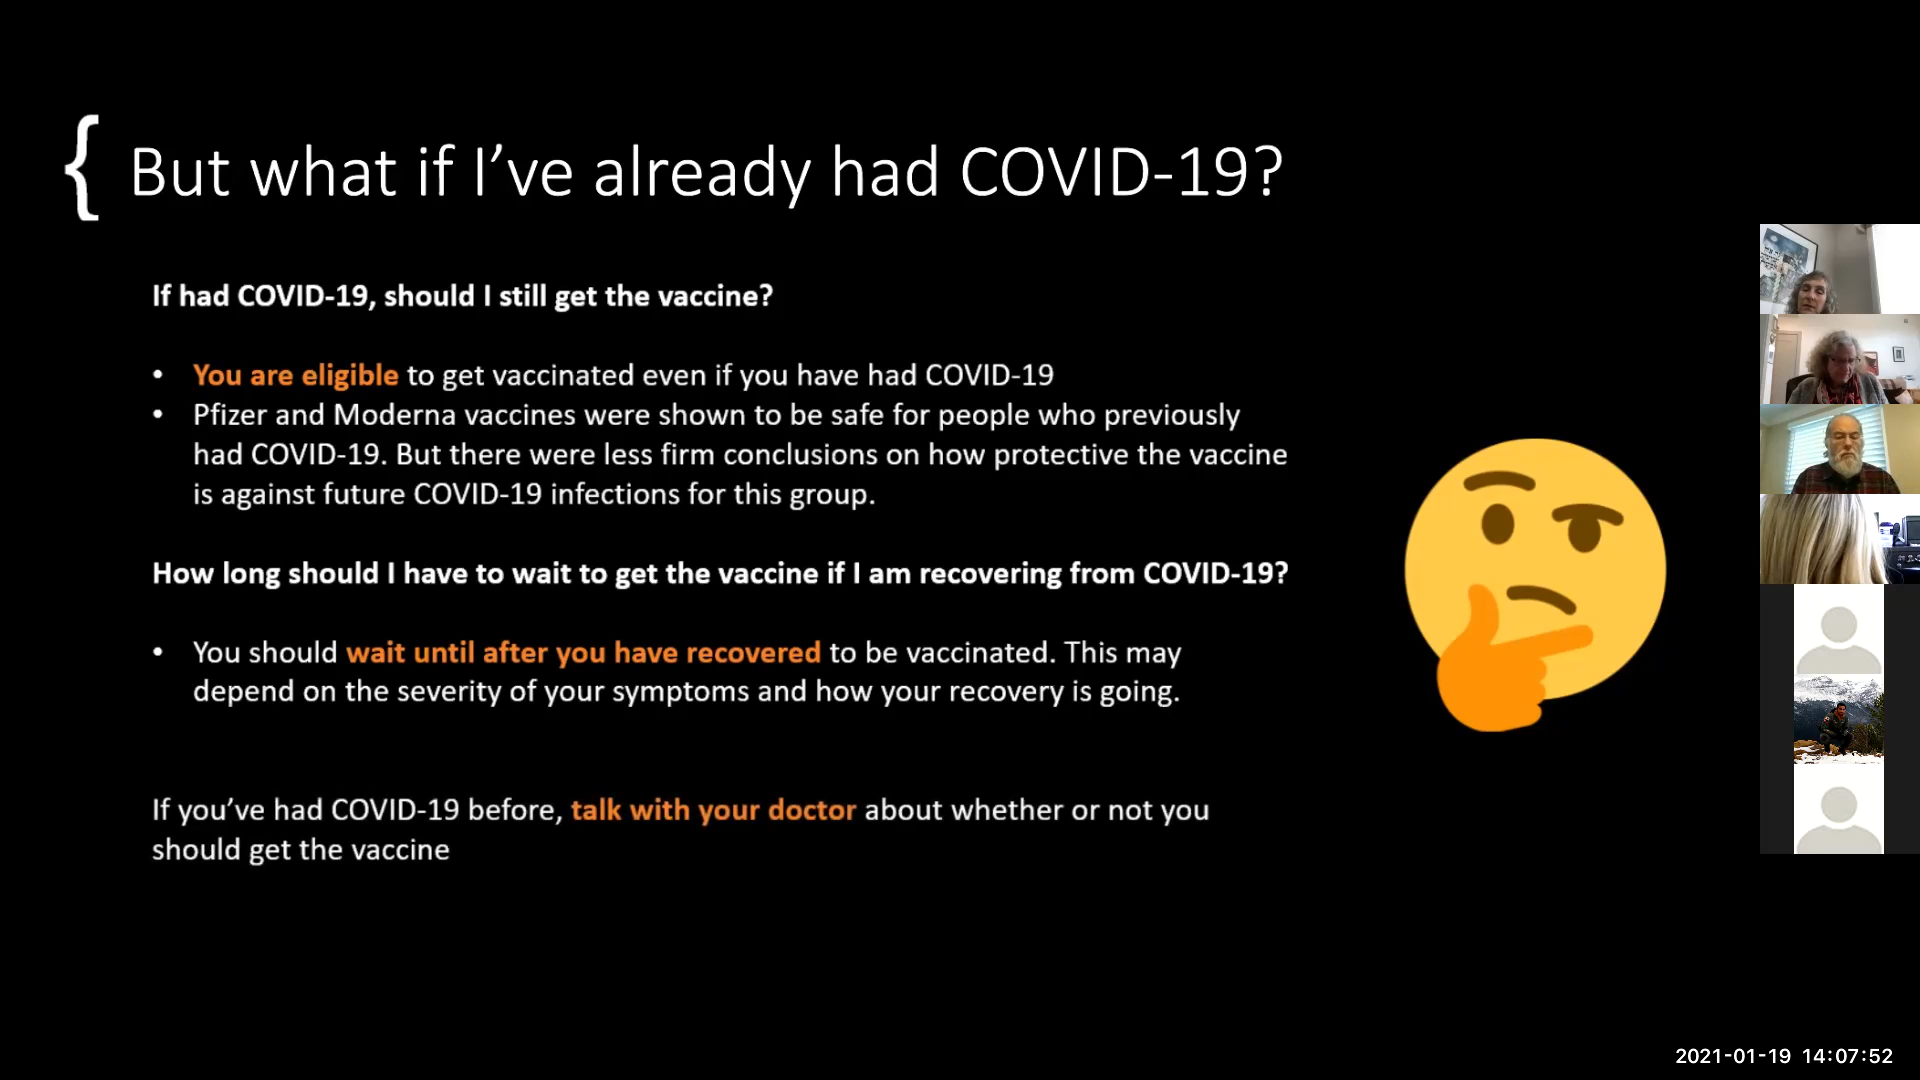 { But what if I’ve already had COVID-19?
If had COVID-19, should I still get the vaccine?
• You are eligible to get vaccinated even if you have had COVID-19
• Pfizer and Moderna vaccines were shown to be safe for people who previously
had COVID-19. But there were less firm conclusions on how protective the vaccine
is against future COVID-19 infections for this group.
How long should I have to wait to get the vaccine if I am recovering from COVID-19?
• You should wait until after you have recovered to be vaccinated. This may
depend on the severity of your symptoms and how your recovery is going.
If you’ve had COVID-19 before, talk with your doctor about whether or not you
should get the vaccine
2021-01-19 14:07:52